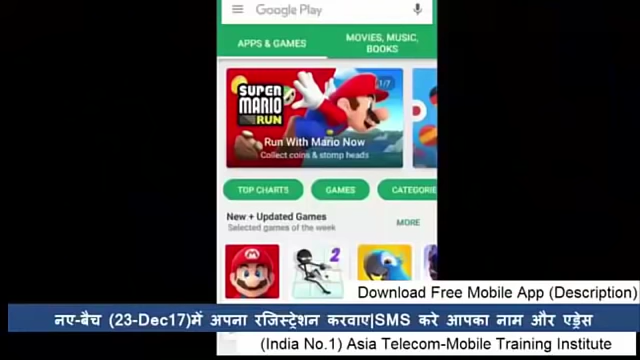 Google Play
APPS & GAMES
MOVIES, MUSIC,
BOOKS
SUPER
MARIO
RUN
1/7
Run With Mario Now
Collect coins & stomp heads
TOP CHARTS
GAMES
CATEGORIE
New + Updated Games
Selected games of the week
MORE
2
Download Free Mobile App (Description)
नए-बैच (23-Dec17)में अपना रजिस्ट्रेशन करवाए|SMS करे आपका नाम और एड्रेस
(India No.1) Asia Telecom-Mobile Training Institute